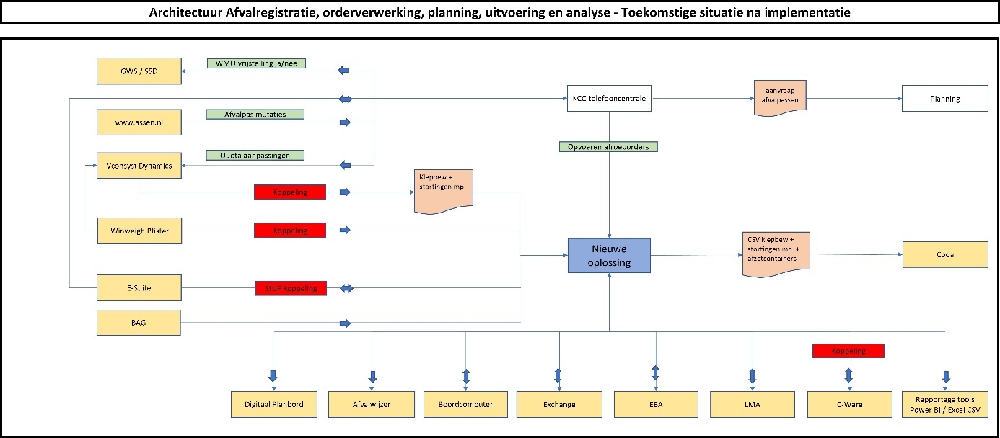 Architectuur Afvalregistratie, orderverwerking, planning, uitvoering en analyse - Toekomstige situatie na implementatie
GWS / SSD
WMO vrijstelling ja/nee
KCC-telefooncentrale
aanvraag
afvalpassen
Planning
www.assen.nl
Afvalpas mutaties
Opvoeren afroeporders
Vconsyst Dynamics
Quota aanpassingen
Koppeling
Klepbew +
stortingen mp
Winweigh Pfister
Koppeling
Nieuwe
oplossing
CSV klepbew +
stortingen mp +
afzetcontainers
Coda
E-Suite
StUF Koppeling
BAG
Koppeling
Digitaal Planbord
Afvalwijzer
Boordcomputer
Exchange
EBA
LMA
C-Ware
Rapportage tools
Power BI / Excel CSV